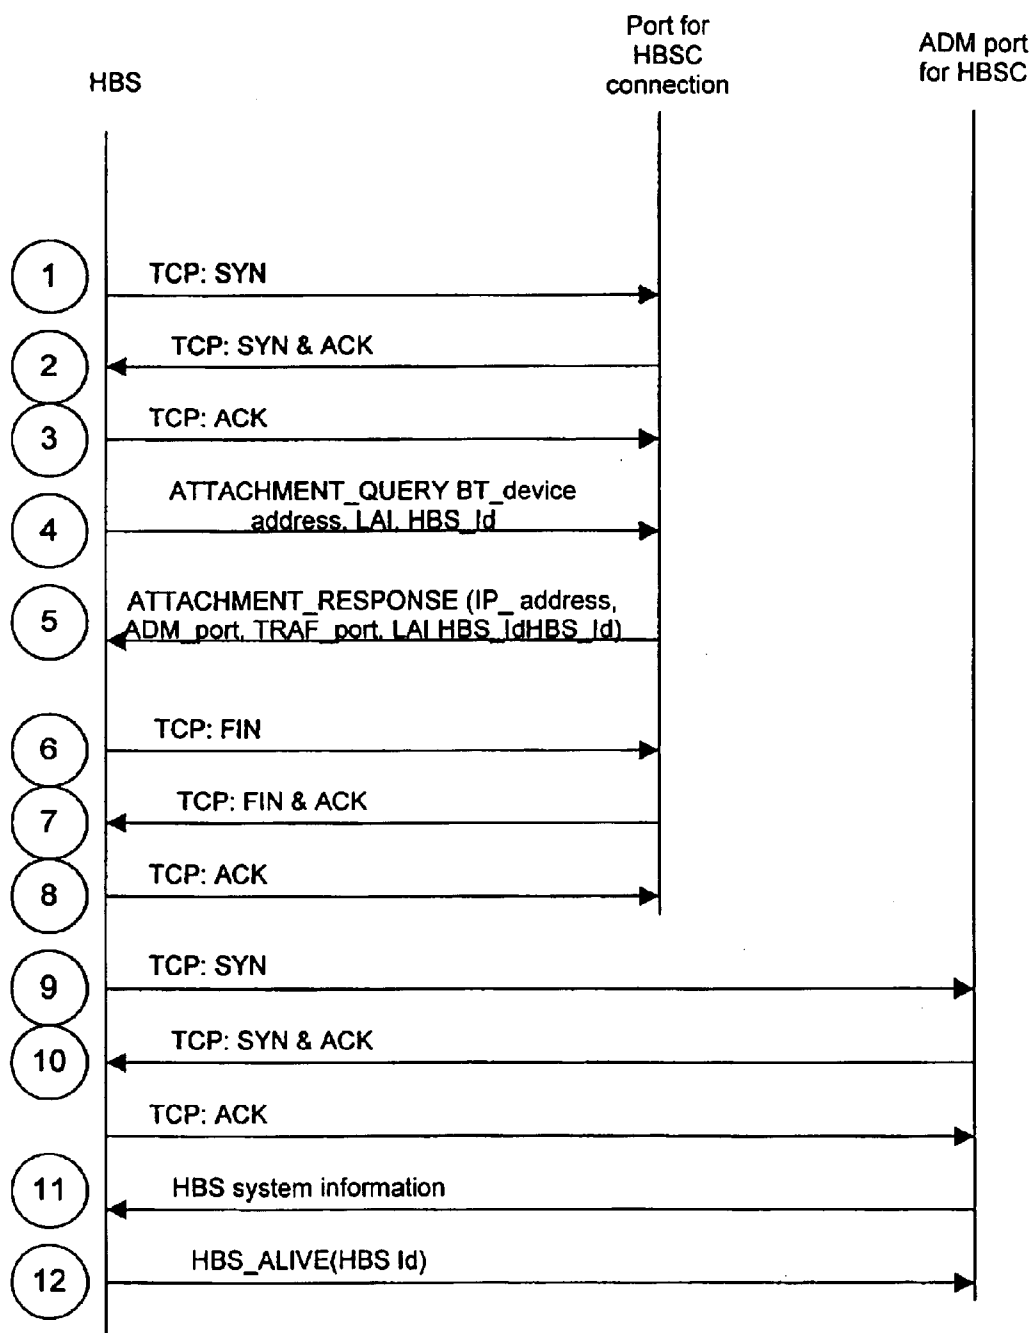 HBS
Port for
HBSC
connection
ADM port
for HBSC
1
TCP: SYN
2
TCP: SYN & ACK
3
TCP: ACK
4
ATTACHMENT_QUERY BT_device
address, LAI, HBS_Id
5
ATTACHMENT_RESPONSE (IP_ address,
ADM_port, TRAF_port, LAI HBS_IdHBS_Id)
6
TCP: FIN
7
TCP: FIN & ACK
8
TCP: ACK
9
TCP: SYN
10
TCP: SYN & ACK
TCP: ACK
11
HBS system information
12
HBS_ALIVE(HBS Id)